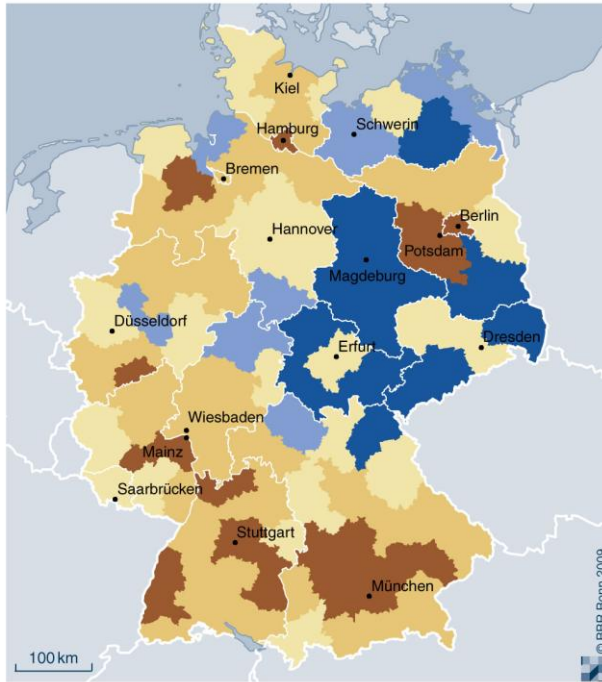 Kiel
Hamburg
Schwerin
Bremen
Berlin
Hannover
Potsdam
Magdeburg
Düsseldorf
Erfurt
Dresden
Wiesbaden
Mainz
Saarbrücken
Stuttgart
München
100 km
© BBR Bonn 2009